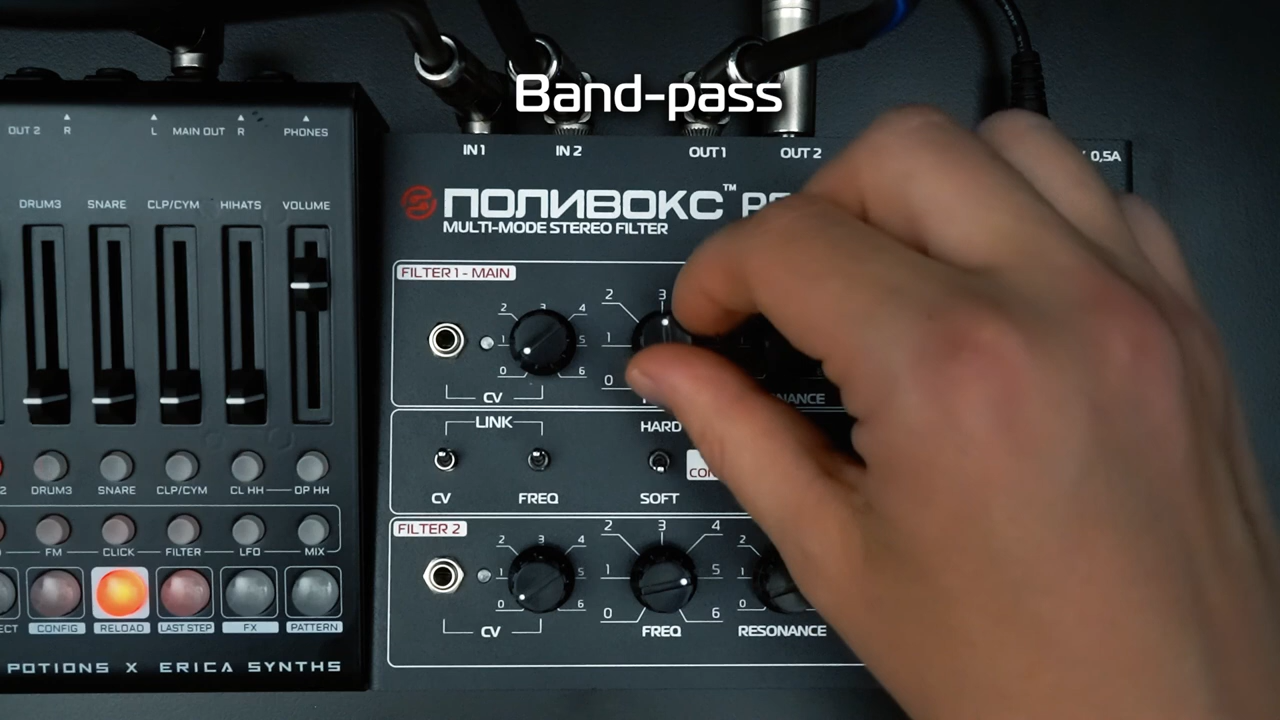 Band-pass
OUT 2 R L MAIN OUT R PHONES
DRUM3 SNARE CLP/CYM HIHATS VOLUME
DRUM3 SNARE CLP/CYM CL HH OP HH
FM CLICK FILTER LFO MIX
CONFIG RELOAD LAST STEP FX PATTERN
POTIONS X ERICA SYNTHS
IN 1 IN 2 OUT 1 OUT 2 0,5A
ПОЛИВОКС™
MULTI-MODE STEREO FILTER
FILTER 1 - MAIN
0 1 2 3 4 5 6
0 1 2 3
CV
LINK
CV FREQ
HARD
SOFT
FILTER 2
0 1 2 3 4 5 6
0 1 2 3 4 5 6
0 1 2
CV FREQ RESONANCE